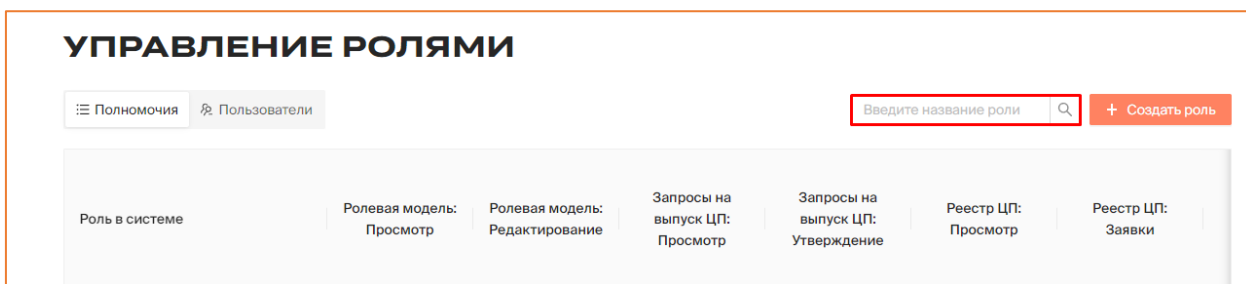 УПРАВЛЕНИЕ РОЛЯМИ
Полномочия Пользователи Введите название роли + Создать роль
Роль в системе
Ролевая модель:
Просмотр
Ролевая модель:
Редактирование
Запросы на
выпуск ЦП:
Просмотр
Запросы на
выпуск ЦП:
Утверждение
Реестр ЦП:
Просмотр
Реестр ЦП:
Заявки